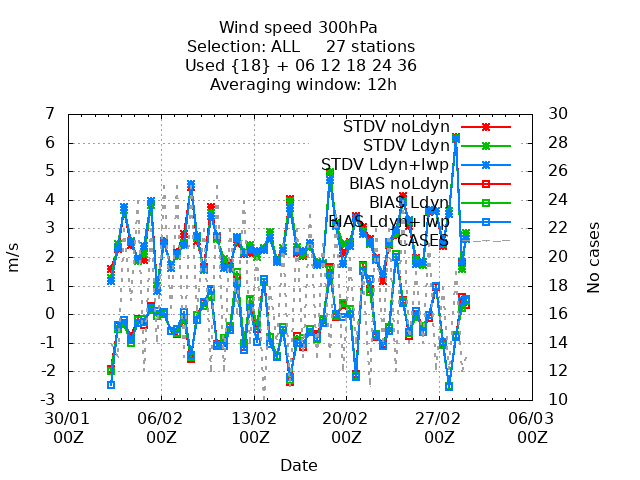 Wind speed 300hPa
Selection: ALL 27 stations
Used {18} + 06 12 18 24 36
Averaging window: 12h
7
6
5
4
3
2
1
0
-1
-2
-3
m/s
STDV noLdyn
STDV Ldyn
STDV Ldyn+lwp
BIAS noLdyn
BIAS Ldyn
BIAS Ldyn+lwp
CASES
30
28
26
24
22
20
18
16
14
12
10
No cases
30/01 06/02 13/02 20/02 27/02 06/03
00Z 00Z 00Z 00Z 00Z 00Z
Date